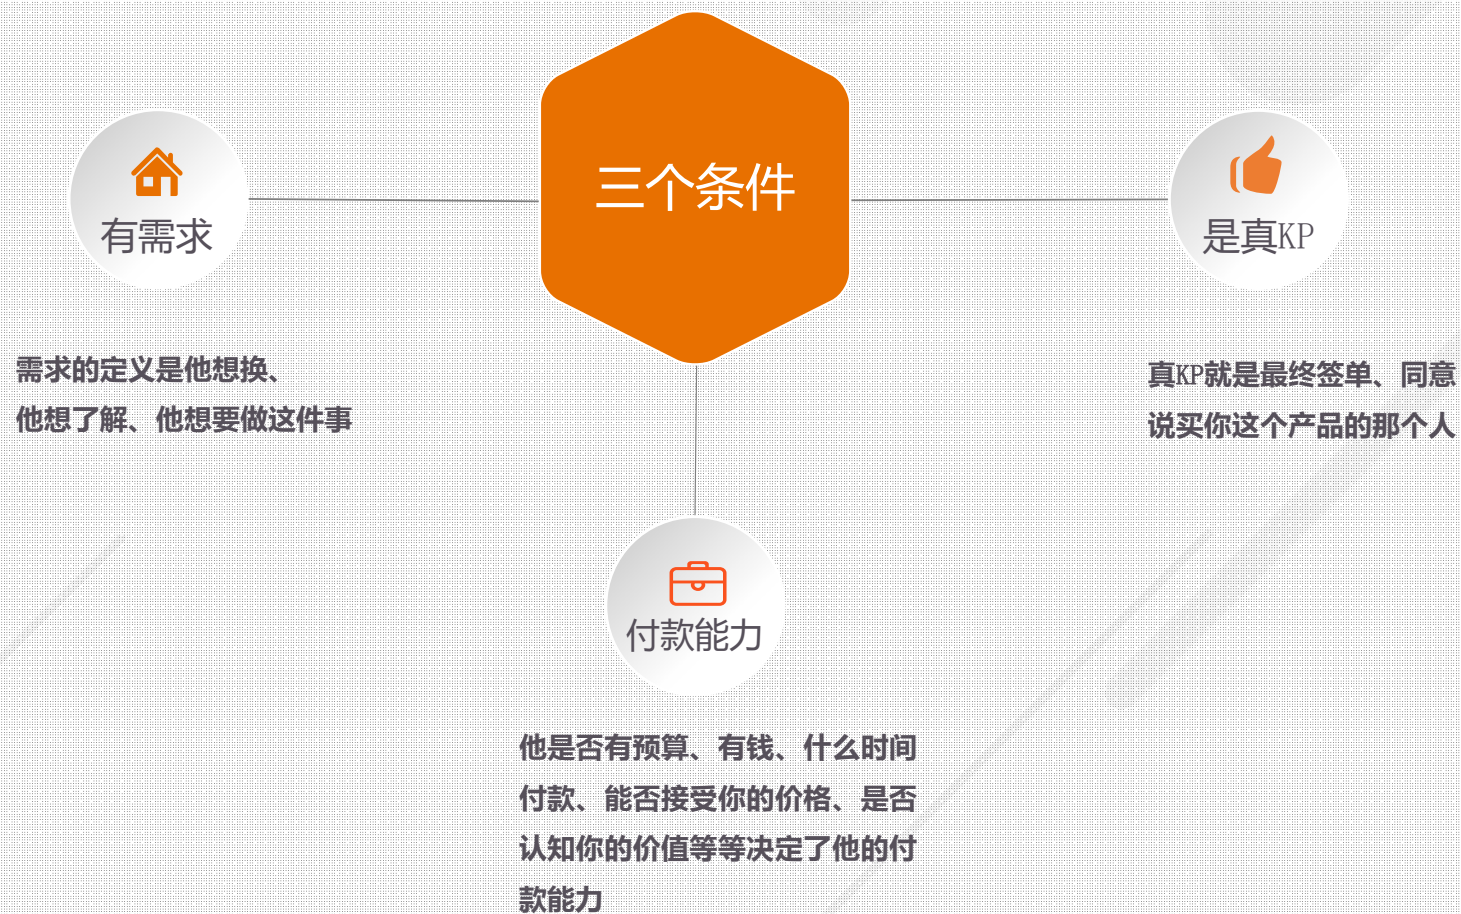 三个条件
有需求
需求的定义是他想换、
他想了解、他想要做这件事
付款能力
他是否有预算、有钱、什么时间
付款、能否接受你的价格、是否
认知你的价值等等决定了他的付
款能力
是真KP
真KP就是最终签单、同意
说买你这个产品的那个人